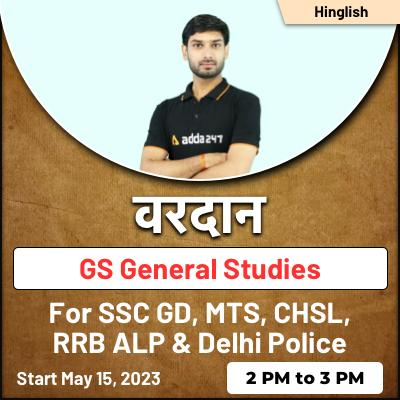 Hinglish
adda247
वरदान
GS General Studies
For SSC GD, MTS, CHSL,
RRB ALP & Delhi Police
Start May 15, 2023
2 PM to 3 PM